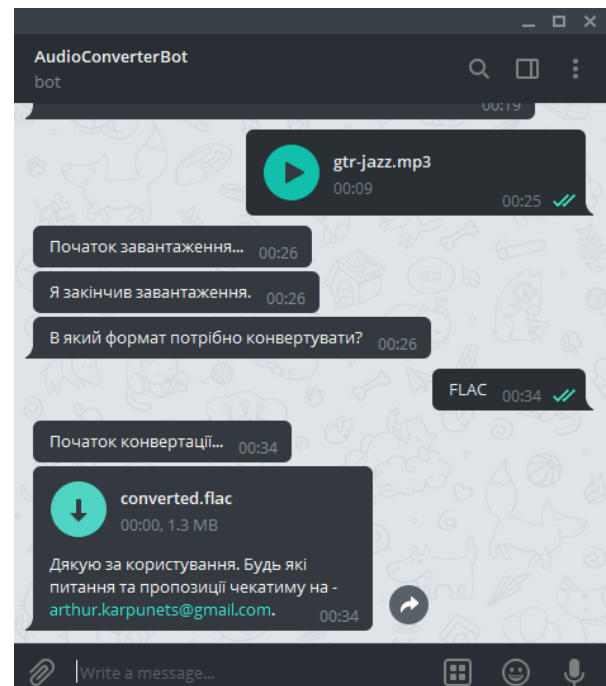 AudioConverterBot
bot
00:19
gtr-jazz.mp3
00:09
00:25
Початок завантаження... 00:26
Я закінчив завантаження. 00:26
В який формат потрібно конвертувати? 00:26
FLAC 00:34
Початок конвертації... 00:34
converted.flac
00:00, 1.3 MB
Дякую за користування. Будь які
питання та пропозиції чекатиму на -
arthur.karpunets@gmail.com. 00:34
Write a message...